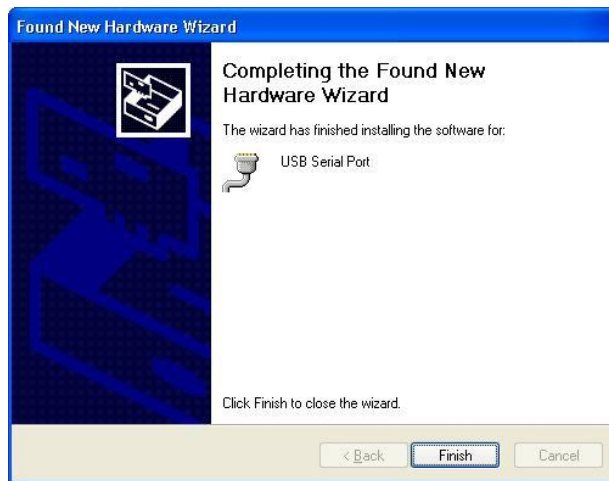 Found New Hardware Wizard
Completing the Found New
Hardware Wizard
The wizard has finished installing the software for:
USB Serial Port
Click Finish to close the wizard.
< Back
Finish
Cancel